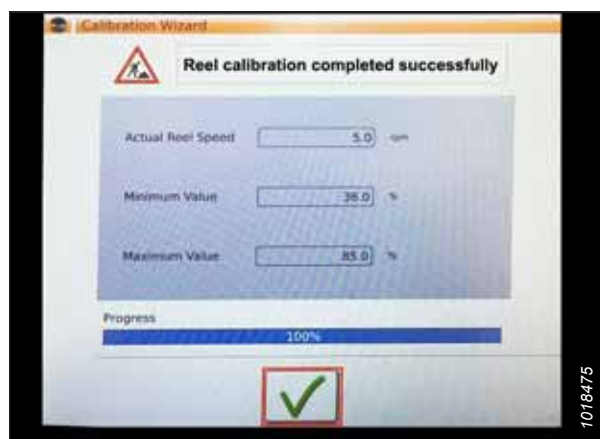 Calibration Wizard
Reel calibration completed successfully
Actual Reel Speed 5.0 rpm
Minimum Value 36.0 %
Maximum Value 85.0 %
Progress
100%
1018475